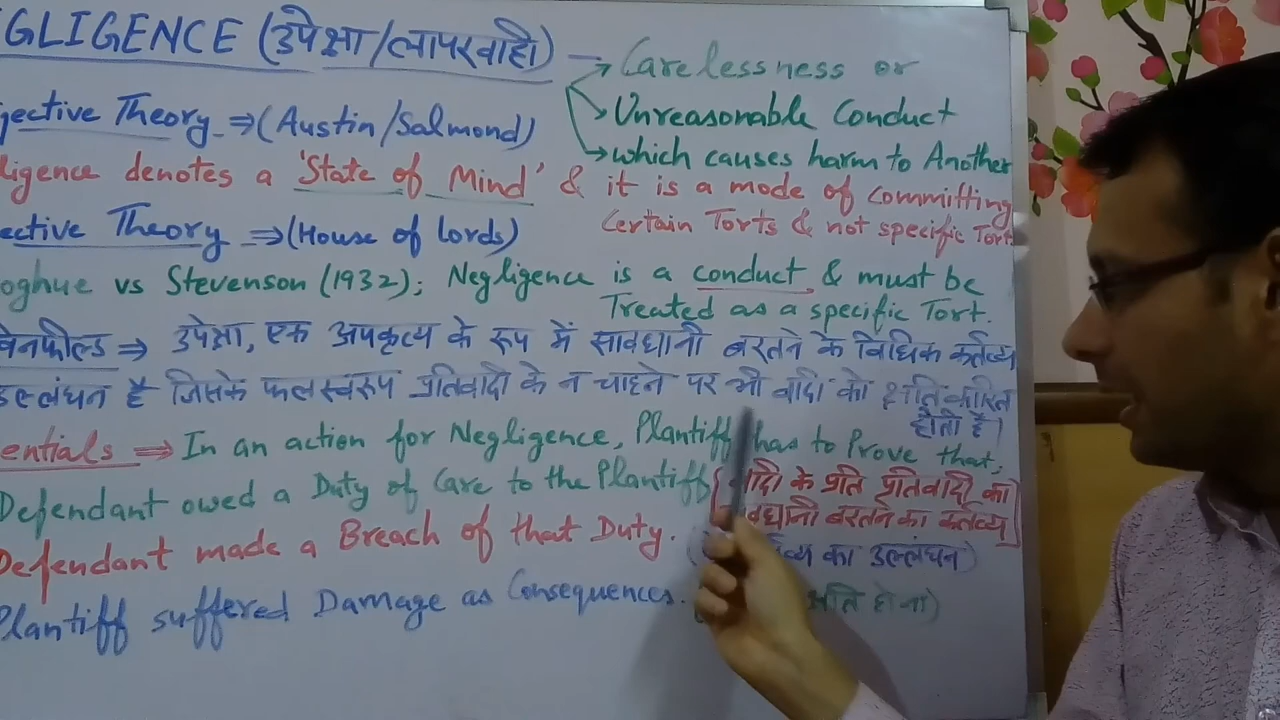 GLIGENCE (उपेक्षा/लापरवाही) → Carelessness or
→ Unreasonable Conduct
→ which causes harm to Another
jective Theory ⇒ (Austin/Salmond)
ligence denotes a 'State of Mind' & it is a mode of committing
Certain Torts & not specific Tort
ective Theory ⇒ (House of Lords)
oghue vs Stevenson (1932); Negligence is a conduct & must be
Treated as a specific Tort.
वेनफील्ड ⇒ उपेक्षा, एक अपकृत्य के रूप में सावधानी बरतने के विधिक कर्तव्य
उल्लंघन है जिसके फलस्वरूप प्रतिवादी के न चाहने पर भी वादी को क्षति कारित
होती है।
entials ⇒ In an action for Negligence, Plantiff has to Prove that;
Defendant owed a Duty of Care to the Plantiff [वादी के प्रति प्रतिवादी का
वधानी बरतने का कर्तव्य]
Defendant made a Breach of that Duty. ( व्य का उल्लंघन)
Plantiff suffered Damage as Consequences. क्षति होना)